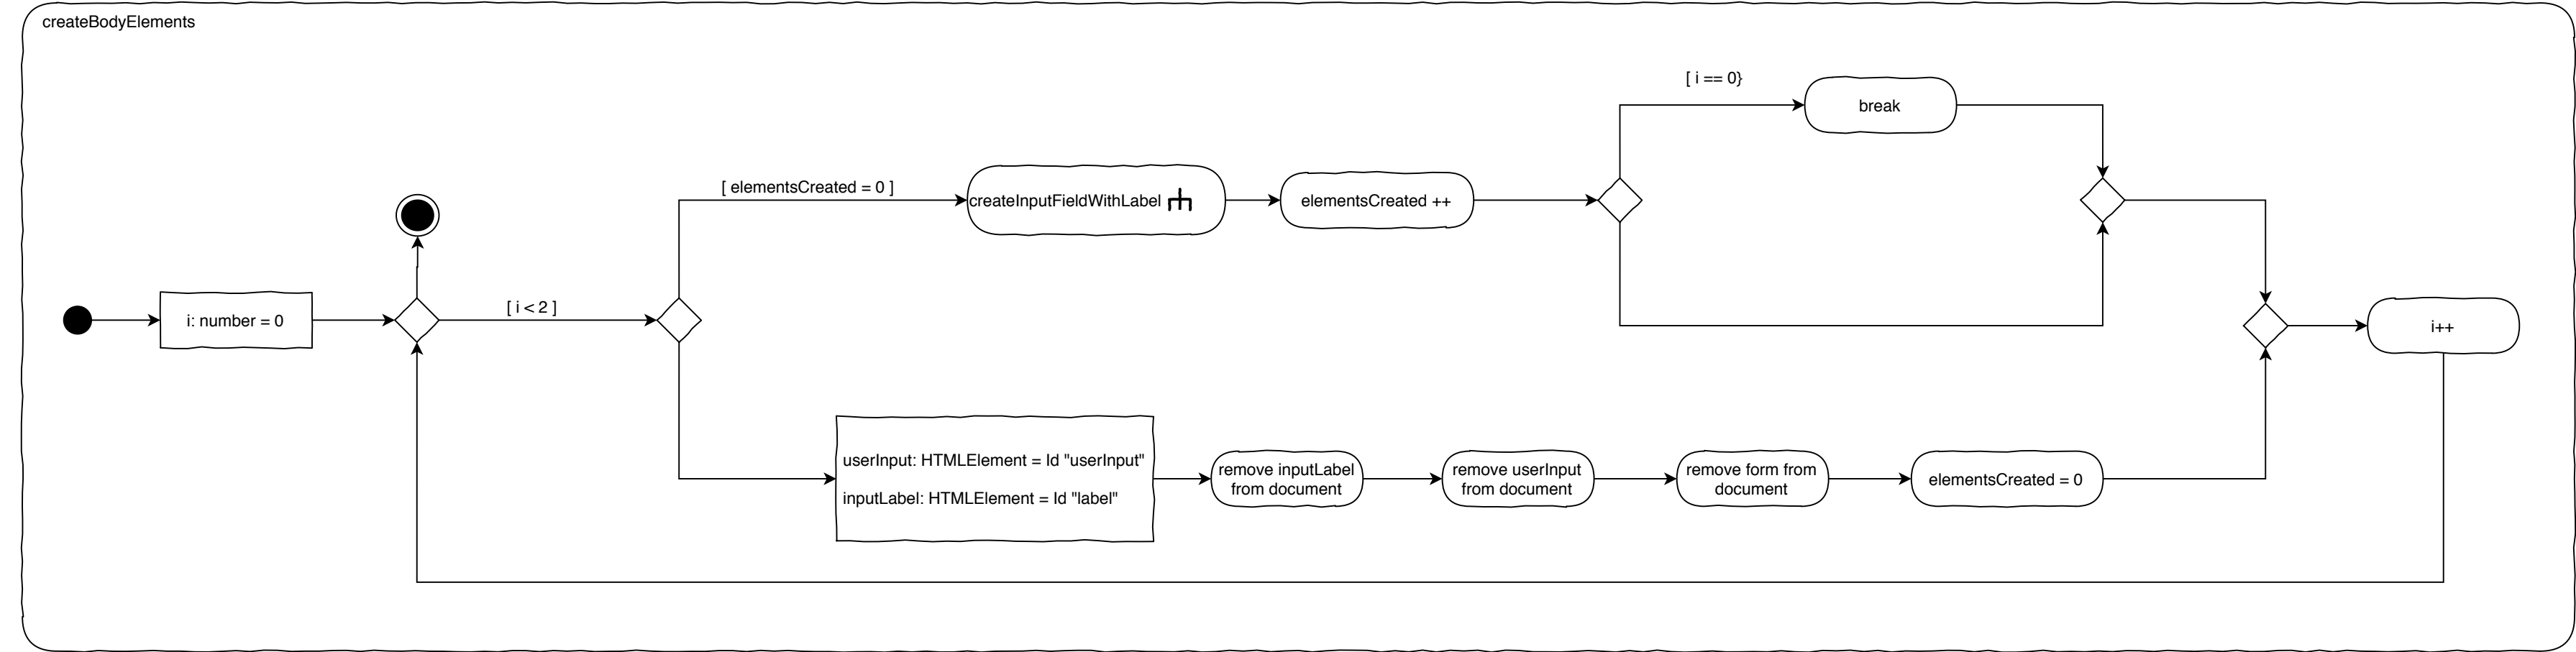 createBodyElements
[ i == 0}
break
[ elementsCreated = 0 ]
createInputFieldWithLabel
elementsCreated ++
i: number = 0
[ i < 2 ]
i++
userInput: HTMLElement = Id "userInput"
inputLabel: HTMLElement = Id "label"
remove inputLabel
from document
remove userInput
from document
remove form from
document
elementsCreated = 0